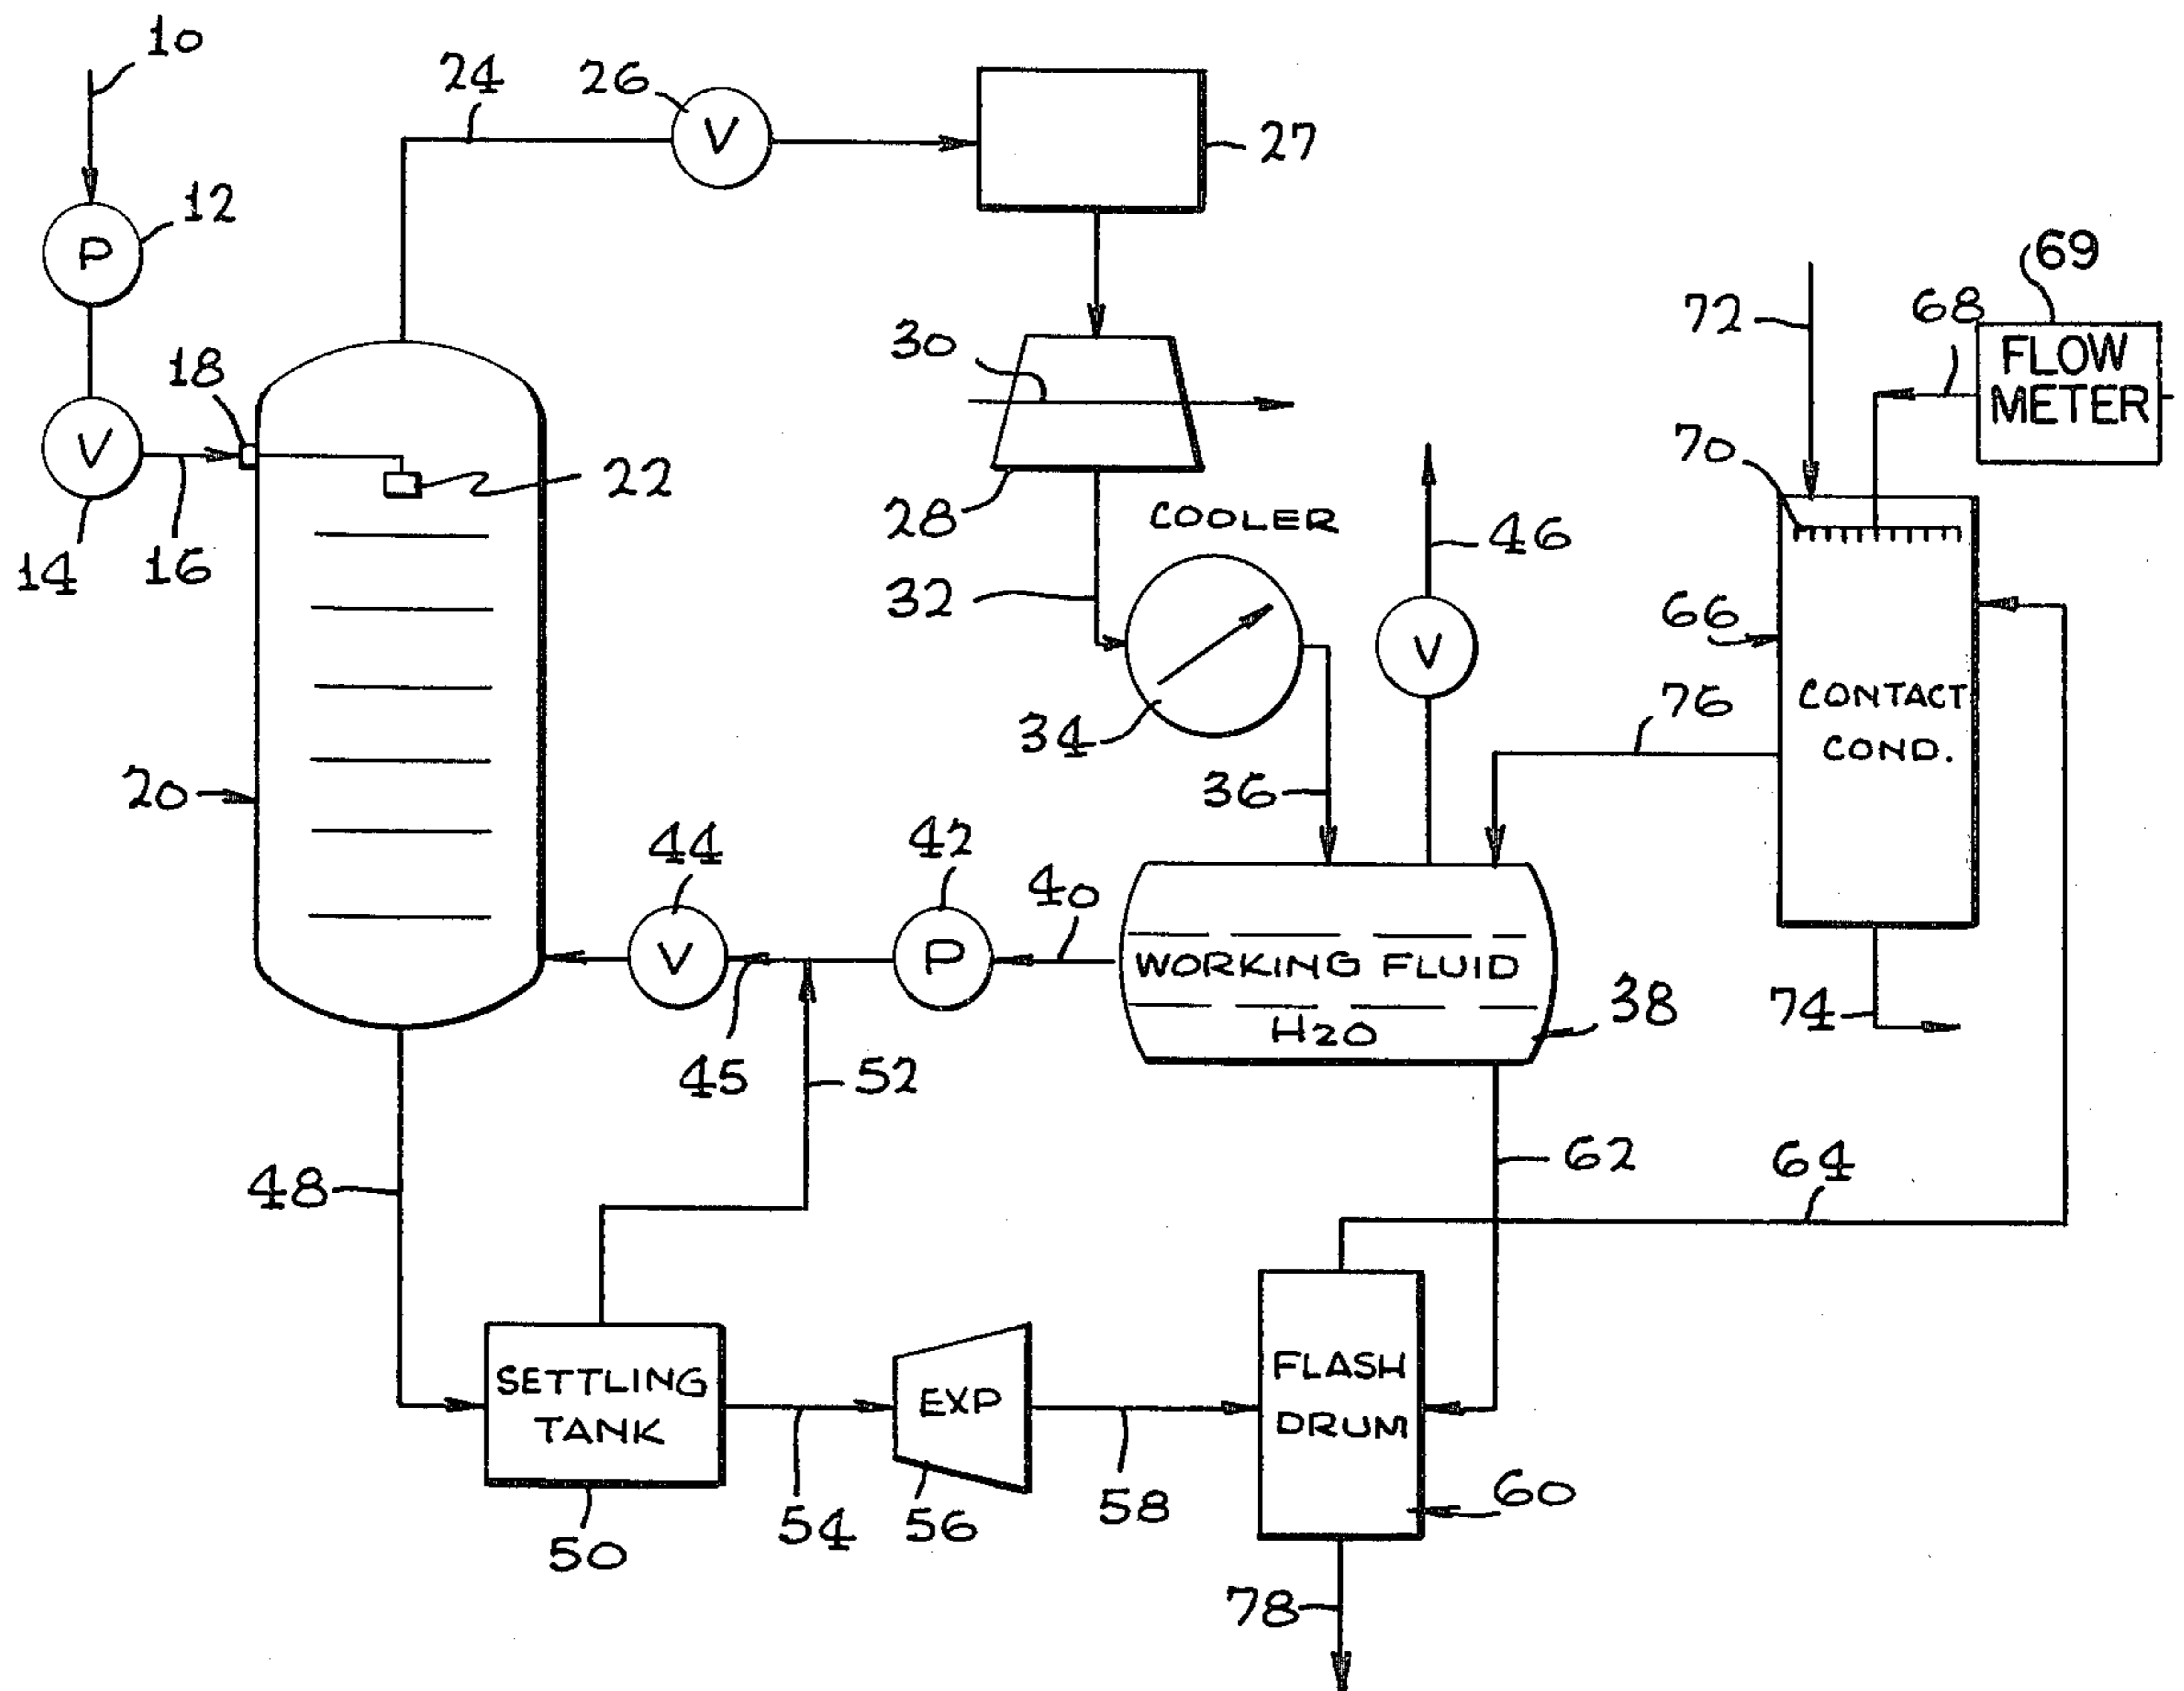 10
24
26
V
27
12
P
69
72
68
FLOW
METER
30
18
V
22
70
28
COOLER
46
14
16
32
V
66
34
76
CONTACT
COND.
20
36
44
42
40
V
P
WORKING FLUID
H2O
38
74
45
52
48
62
64
SETTLING
TANK
EXP
FLASH
DRUM
60
54
56
58
50
78